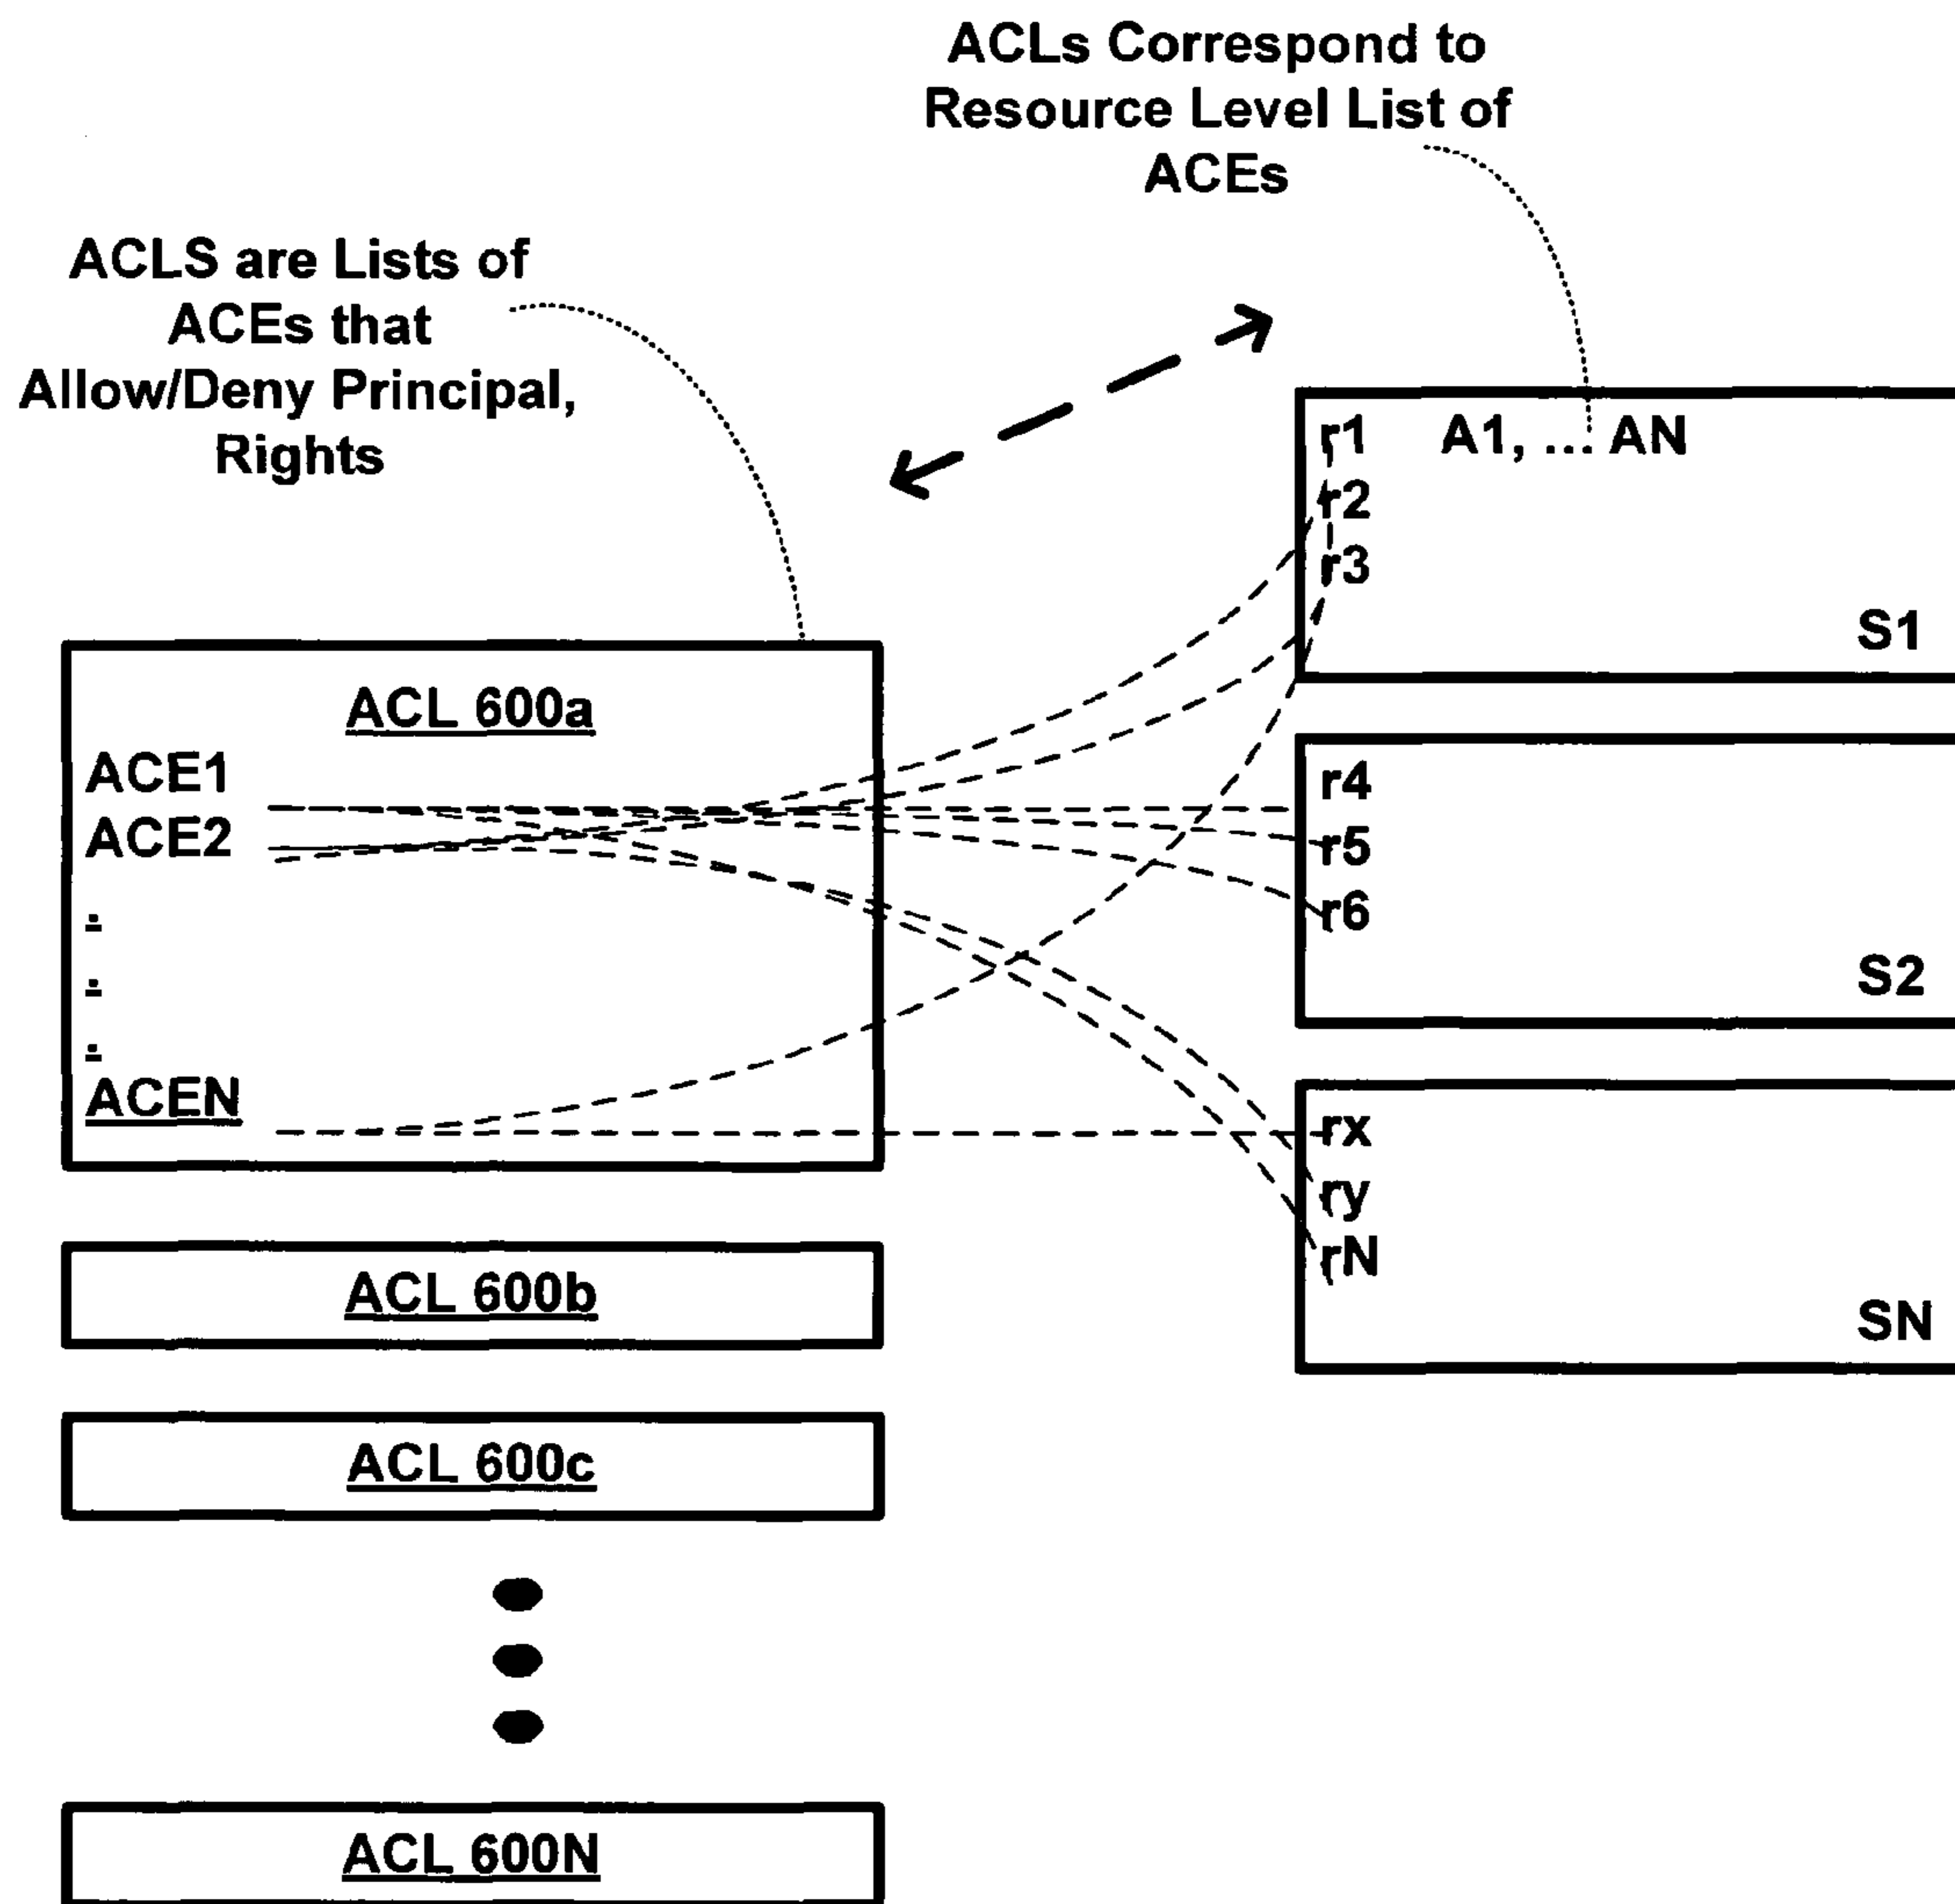 ACLs Correspond to
Resource Level List of
ACEs
ACLS are Lists of
ACEs that
Allow/Deny Principal,
Rights
r1 A1, ... AN
r2
r3
S1
ACL 600a
ACE1
ACE2
:
:
:
ACEN
r4
r5
r6
S2
rx
ry
rN
SN
ACL 600b
ACL 600c
ACL 600N